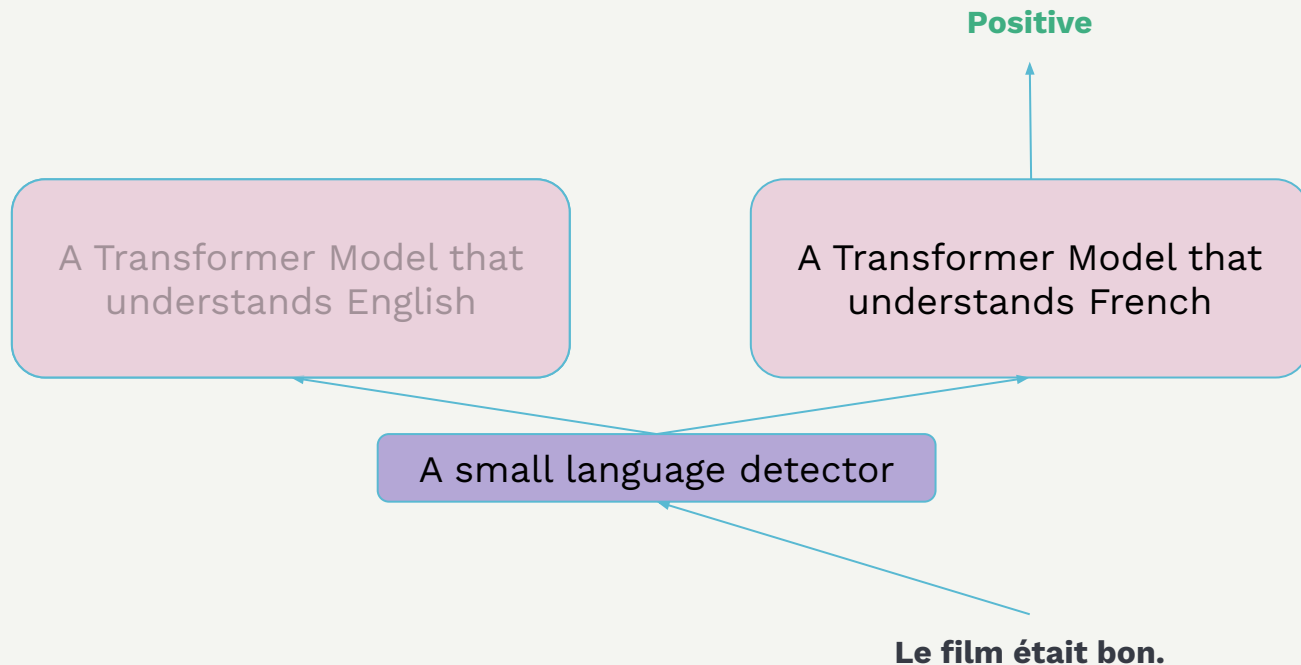 Positive
A Transformer Model that
understands English
A Transformer Model that
understands French
A small language detector
Le film était bon.